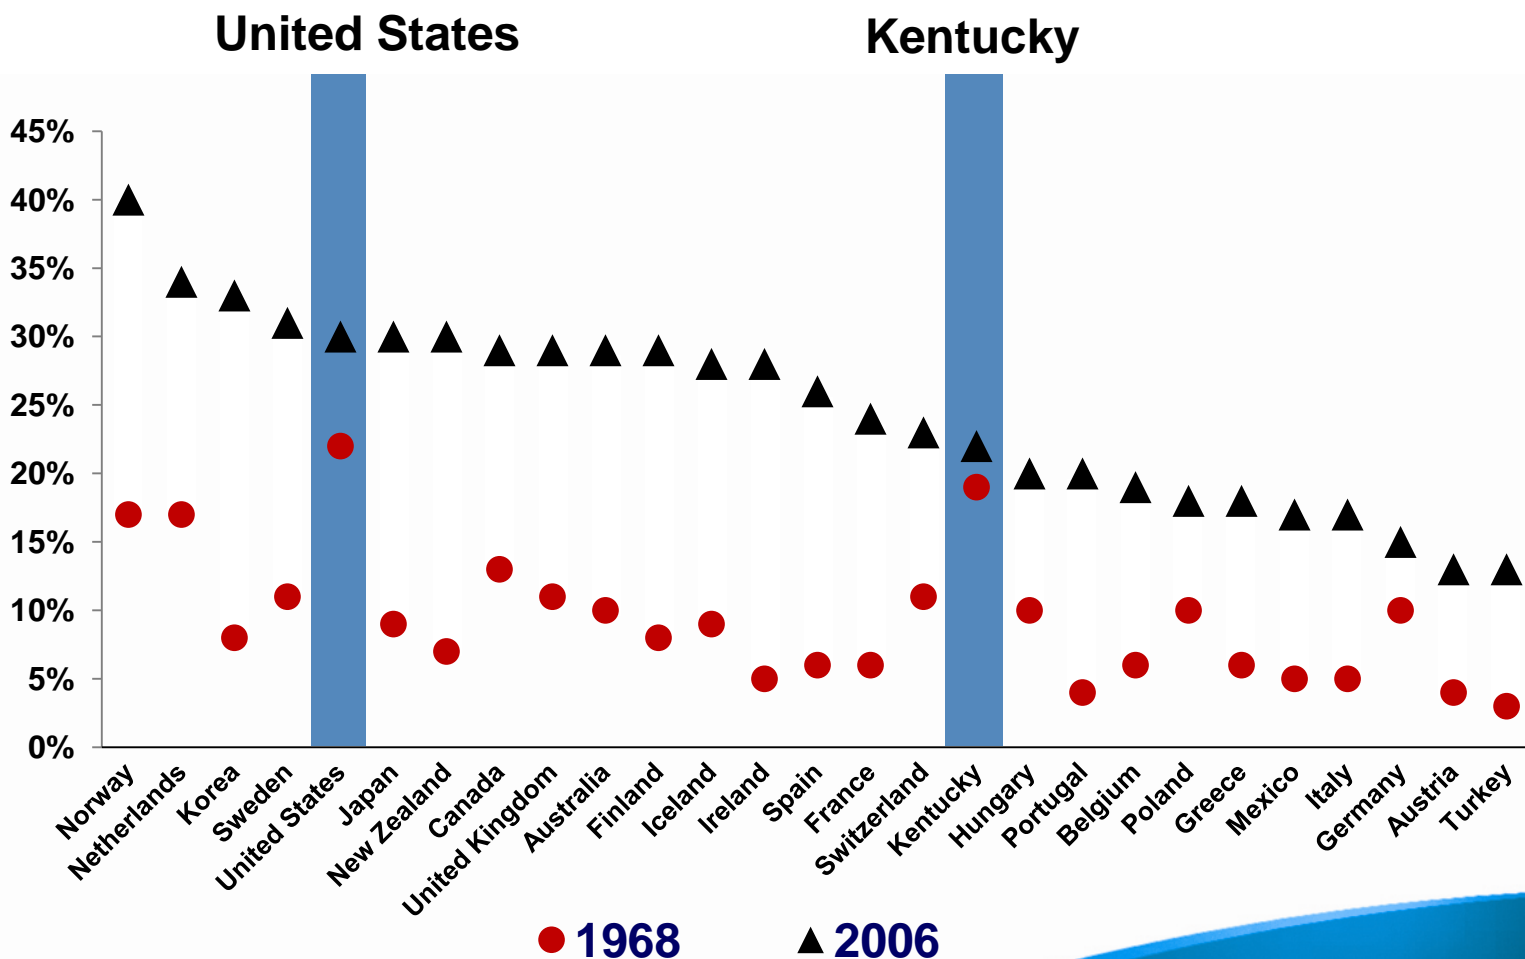 United States
Kentucky
45%
40%
35%
30%
25%
20%
15%
10%
5%
0%
Norway
Netherlands
Korea
Sweden
United States
Japan
New Zealand
Canada
United Kingdom
Australia
Finland
Iceland
Ireland
Spain
France
Switzerland
Kentucky
Hungary
Portugal
Belgium
Poland
Greece
Mexico
Italy
Germany
Austria
Turkey
1968
2006